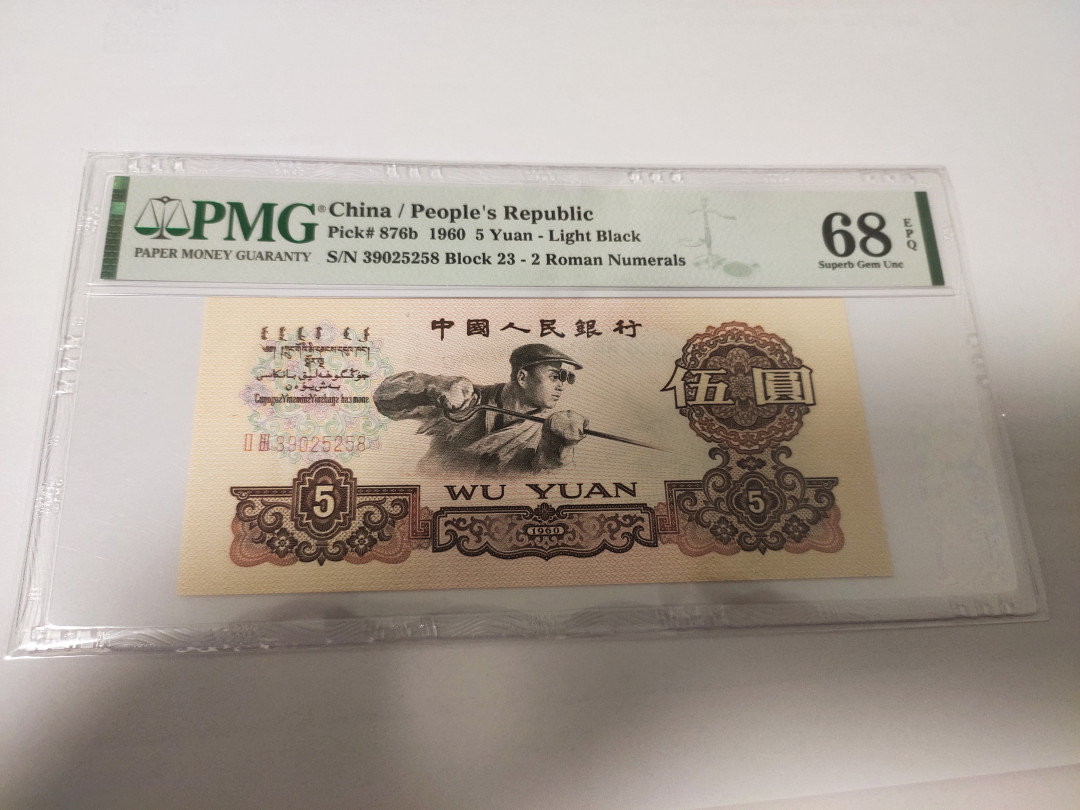 PMG®
PAPER MONEY GUARANTY
China / People's Republic
Pick# 876b 1960 5 Yuan - Light Black
S/N 39025258 Block 23 - 2 Roman Numerals
68
EPQ
Superb Gem Unc
中國人民銀行
伍圓
39025258
5
WU YUAN
5
1960